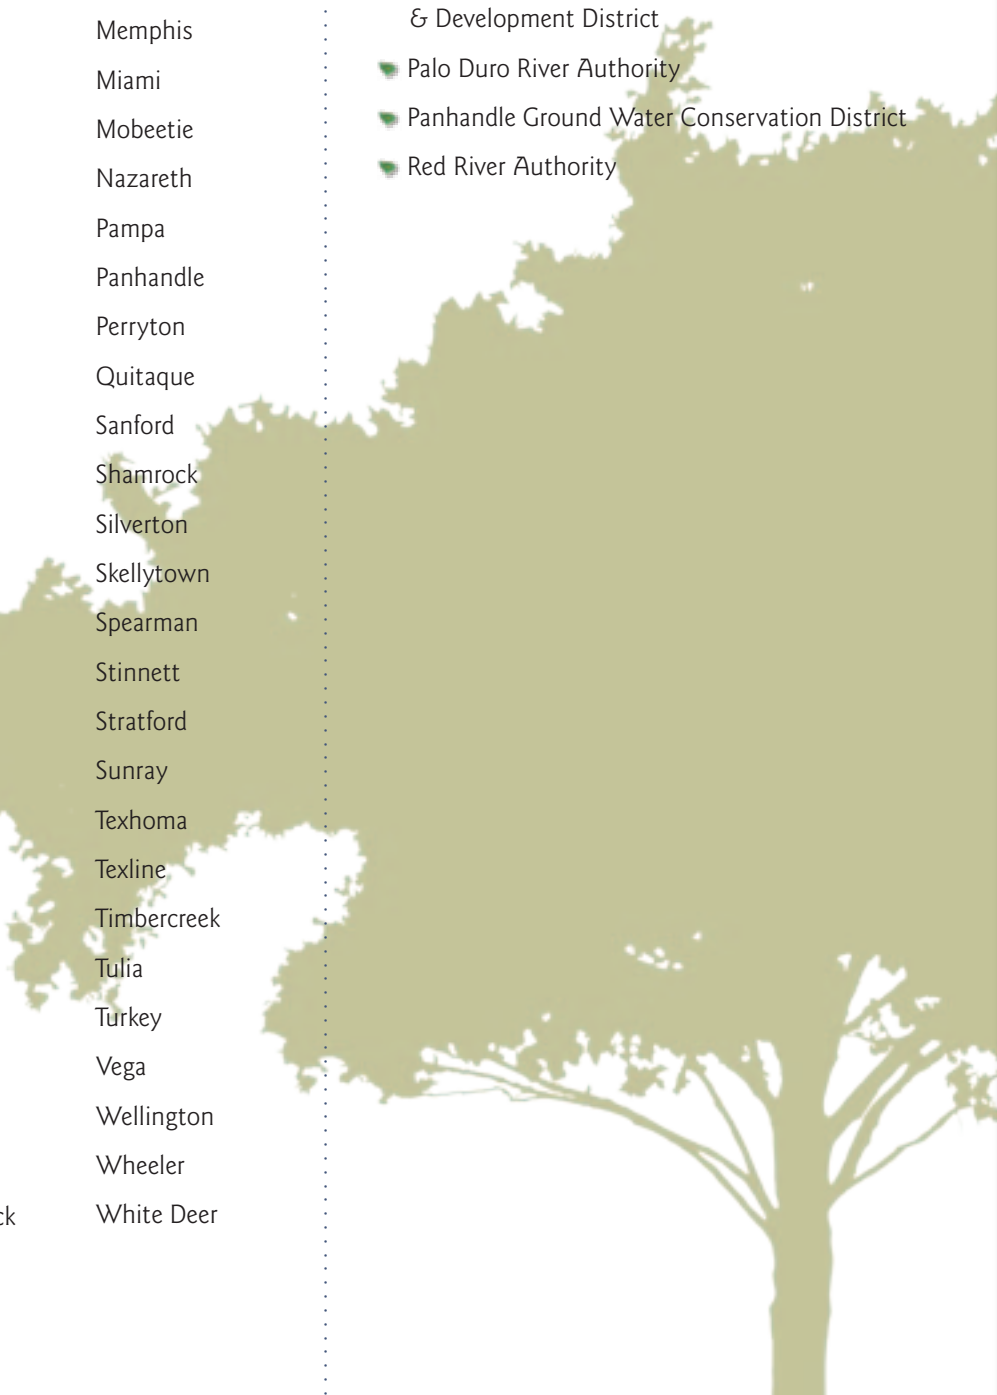 Memphis
Miami
Mobeetie
Nazareth
Pampa
Panhandle
Perryton
Quitaque
Sanford
Shamrock
Silverton
Skellytown
Spearman
Stinnett
Stratford
Sunray
Texhoma
Texline
Timbercreek
Tulia
Turkey
Vega
Wellington
Wheeler
White Deer
& Development District
Palo Duro River Authority
Panhandle Ground Water Conservation District
Red River Authority